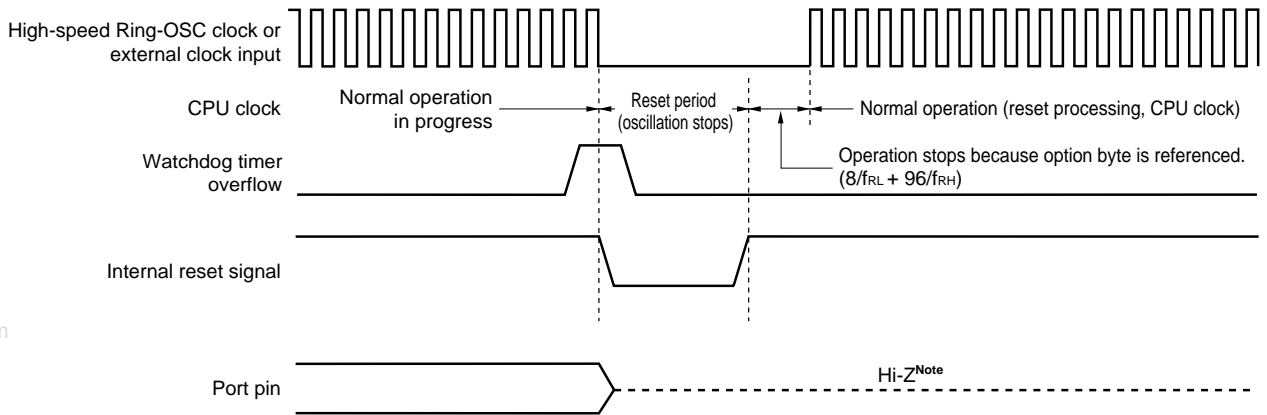 High-speed Ring-OSC clock or
external clock input
CPU clock
Normal operation
in progress
Reset period
(oscillation stops)
Normal operation (reset processing, CPU clock)
Operation stops because option byte is referenced.
(8/fRL + 96/fRH)
Watchdog timer
overflow
Internal reset signal
Port pin
Hi-ZNote